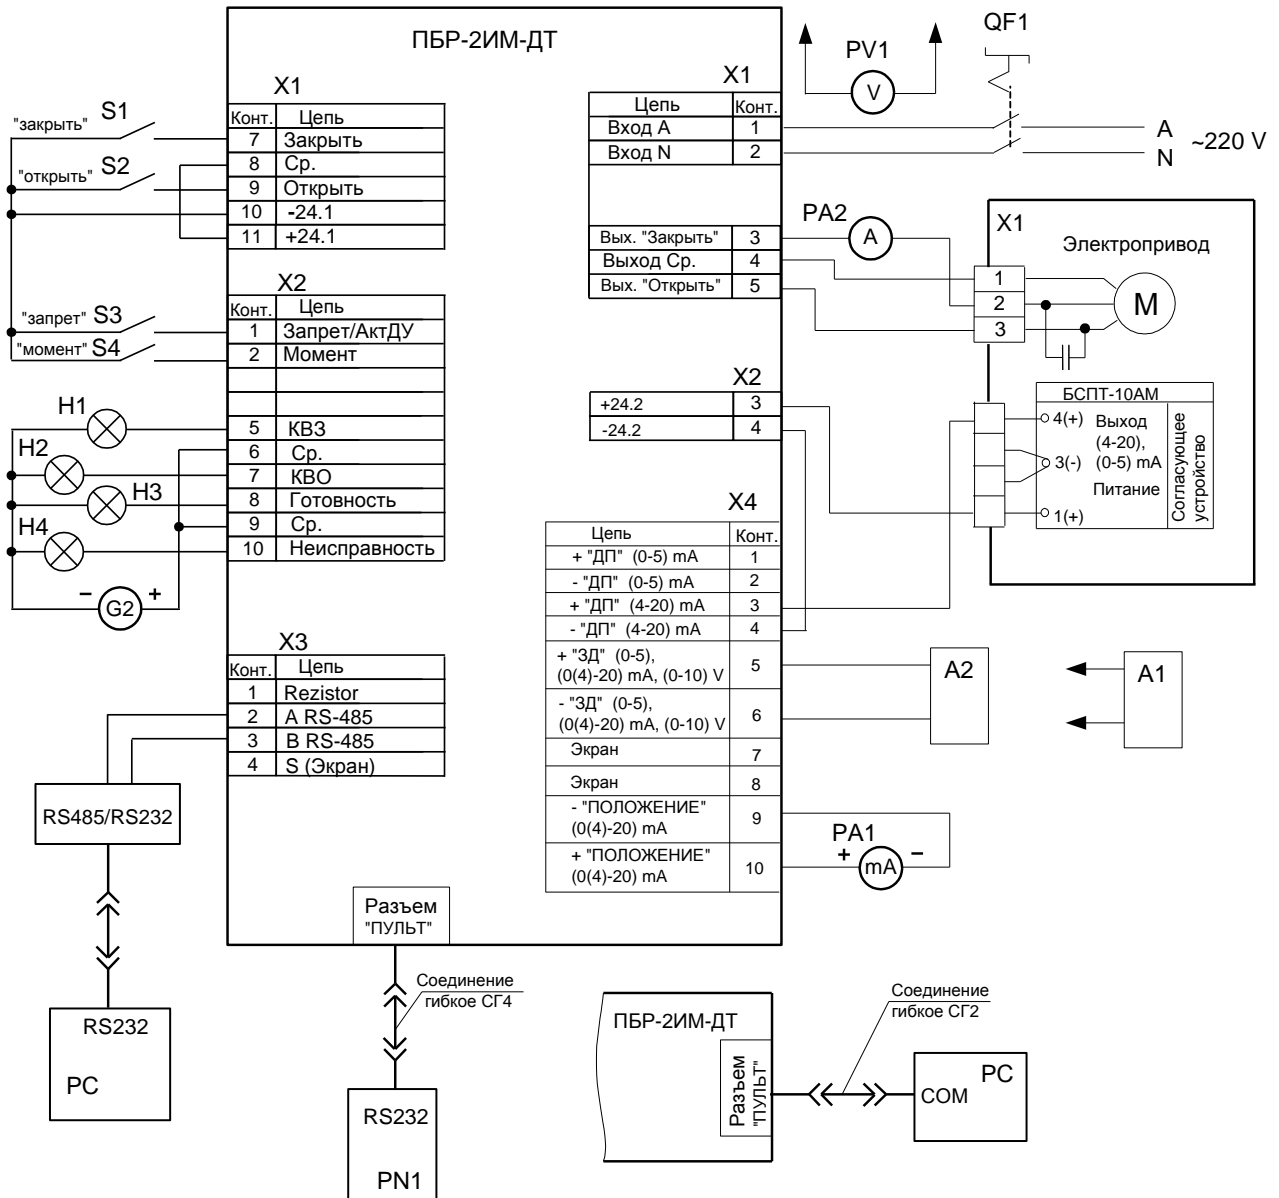 ПБР-2ИМ-ДТ
X1
Конт. Цепь
7 Закрыть
8 Ср.
9 Открыть
10 -24.1
11 +24.1
"закрыть" S1
"открыть" S2
X2
Конт. Цепь
1 Запрет/АктДУ
2 Момент
5 КВЗ
6 Ср.
7 КВО
8 Готовность
9 Ср.
10 Неисправность
"запрет" S3
"момент" S4
H1
H2
H3
H4
− G2 +
X3
Конт. Цепь
1 Rezistor
2 A RS-485
3 B RS-485
4 S (Экран)
RS485/RS232
RS232
PC
Разъем
"ПУЛЬТ"
Соединение
гибкое СГ4
RS232
PN1
X1
Цепь Конт.
Вход А 1
Вход N 2
Вых. "Закрыть" 3
Выход Ср. 4
Вых. "Открыть" 5
X2
+24.2 3
-24.2 4
X4
Цепь Конт.
+ "ДП" (0-5) mA 1
- "ДП" (0-5) mA 2
+ "ДП" (4-20) mA 3
- "ДП" (4-20) mA 4
+ "ЗД" (0-5),
(0(4)-20) mA, (0-10) V 5
- "ЗД" (0-5),
(0(4)-20) mA, (0-10) V 6
Экран 7
Экран 8
- "ПОЛОЖЕНИЕ"
(0(4)-20) mA 9
+ "ПОЛОЖЕНИЕ"
(0(4)-20) mA 10
PV1
V
QF1
A
N
~220 V
PA2
A
X1
Электропривод
1
2
3
M
БСПТ-10АМ
4(+) Выход
(4-20),
3(-) (0-5) mA
Питание
1(+)
Согласующее
устройство
A2
A1
PA1
+ mA −
ПБР-2ИМ-ДТ
Разъем
"ПУЛЬТ"
Соединение
гибкое СГ2
PC
COM